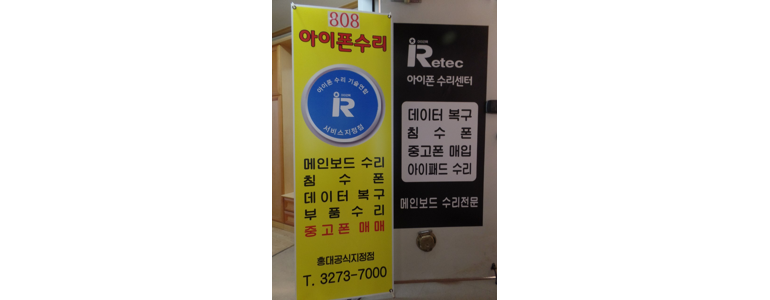 808
아이폰수리
아이폰 수리 기술연합
iR
서비스지정점
메인보드 수리
침 수 폰
데이터 복구
부 품 수 리
중고폰 매매
홍대공식지정점
T. 3273-7000
iRetec
아이폰 수리센터
데이터 복구
침 수 폰
중고폰 매입
아이패드 수리
메인보드 수리전문